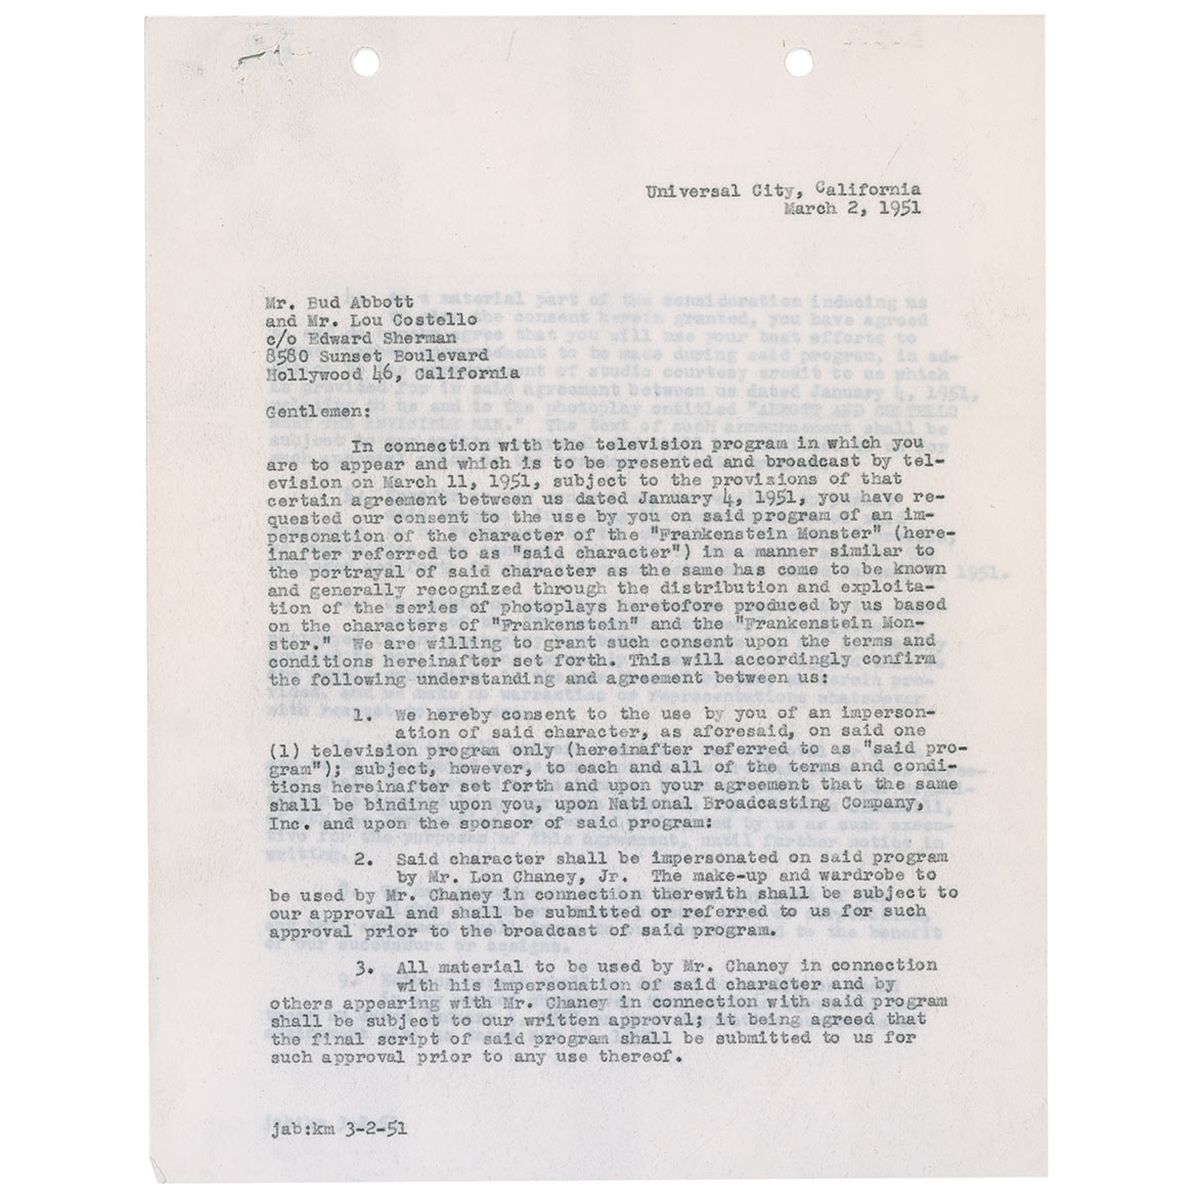 Universal City, California
March 2, 1951
Mr. Bud Abbott
and Mr. Lou Costello
c/o Edward Sherman
8580 Sunset Boulevard
Hollywood 46, California
Gentlemen:
In connection with the television program in which you
are to appear and which is to be presented and broadcast by tel-
evision on March 11, 1951, subject to the provisions of that
certain agreement between us dated January 4, 1951, you have re-
quested our consent to the use by you on said program of an im-
personation of the character of the "Frankenstein Monster" (here-
inafter referred to as "said character") in a manner similar to
the portrayal of said character as the same has come to be known
and generally recognized through the distribution and exploita-
tion of the series of photoplays heretofore produced by us based
on the characters of "Frankenstein" and the "Frankenstein Mon-
ster." We are willing to grant such consent upon the terms and
conditions hereinafter set forth. This will accordingly confirm
the following understanding and agreement between us:
1. We hereby consent to the use by you of an imperson-
ation of said character, as aforesaid, on said one
(1) television program only (hereinafter referred to as "said pro-
gram"); subject, however, to each and all of the terms and condi-
tions hereinafter set forth and upon your agreement that the same
shall be binding upon you, upon National Broadcasting Company,
Inc. and upon the sponsor of said program:
2. Said character shall be impersonated on said program
by Mr. Lon Chaney, Jr. The make-up and wardrobe to
be used by Mr. Chaney in connection therewith shall be subject to
our approval and shall be submitted or referred to us for such
approval prior to the broadcast of said program.
3. All material to be used by Mr. Chaney in connection
with his impersonation of said character and by
others appearing with Mr. Chaney in connection with said program
shall be subject to our written approval; it being agreed that
the final script of said program shall be submitted to us for
such approval prior to any use thereof.
jab:km 3-2-51